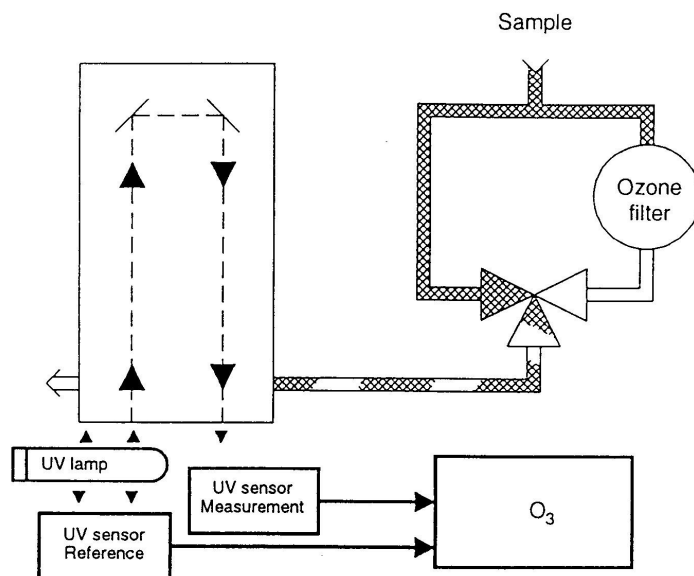 Sample
Ozone
filter
UV lamp
UV sensor
Measurement
UV sensor
Reference
O₃